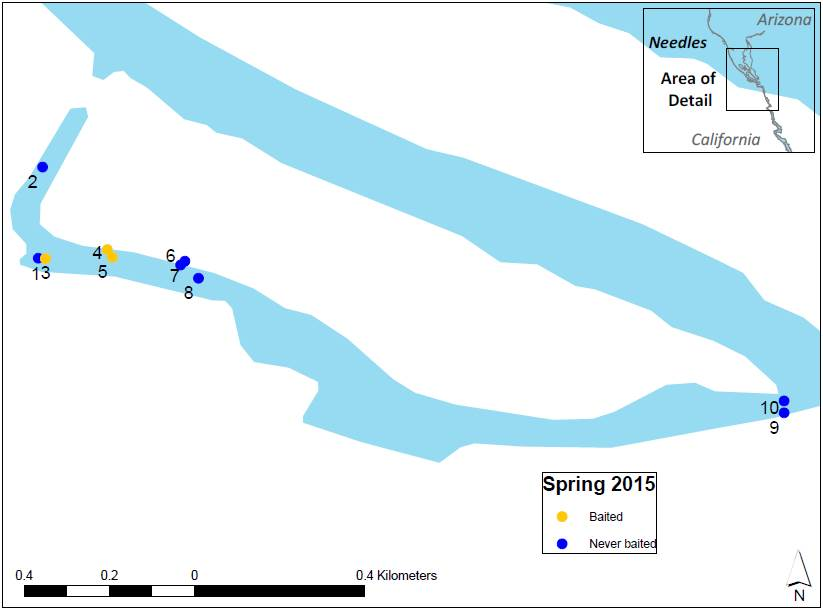 Arizona
Needles
Area of
Detail
California
2
6
4
13
5
7
8
10
9
Spring 2015
Baited
Never baited
0.4 0.2 0 0.4 Kilometers
N